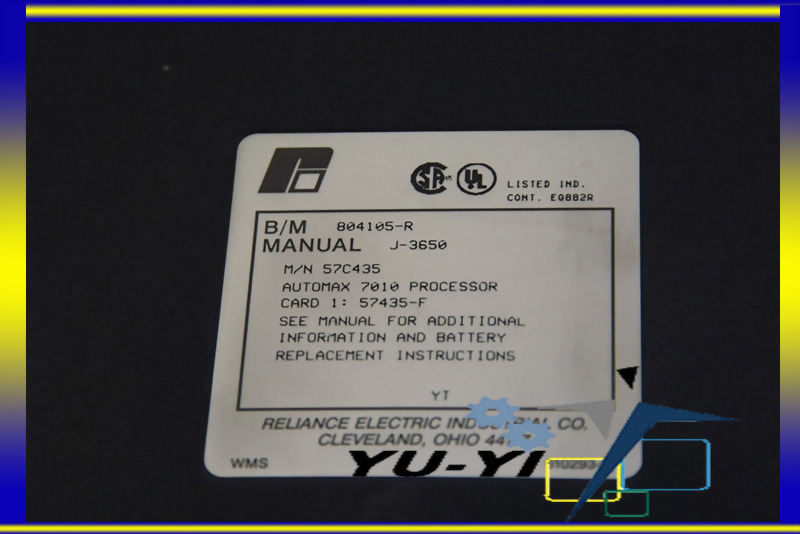 LISTED IND.
CONT. EQ882R
B/M 804105-R
MANUAL J-3650
M/N 57C435
AUTOMAX 7010 PROCESSOR
CARD 1: 57435-F
SEE MANUAL FOR ADDITIONAL
INFORMATION AND BATTERY
REPLACEMENT INSTRUCTIONS
YT
RELIANCE ELECTRIC INDUSTRIAL CO.
CLEVELAND, OHIO
WMS
YU-YI